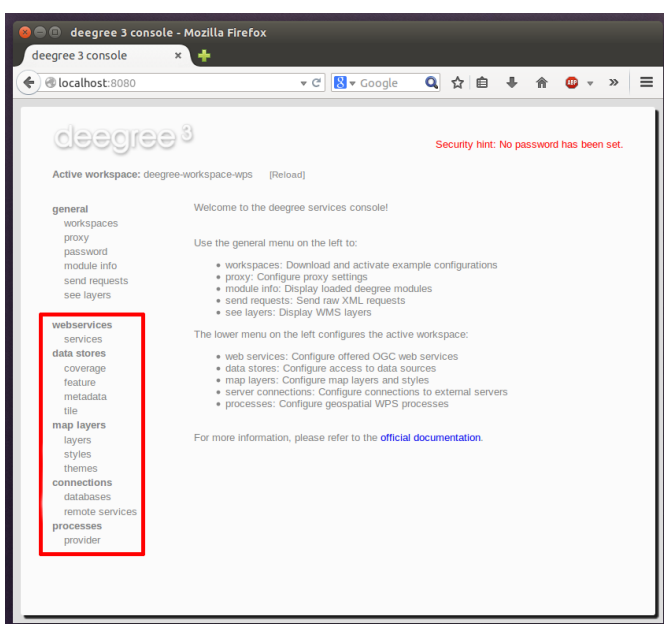 deegree 3 console - Mozilla Firefox
deegree 3 console
localhost:8080
Google
ABP
deegree 3
Security hint: No password has been set.
Active workspace: deegree-workspace-wps [Reload]
general
workspaces
proxy
password
module info
send requests
see layers
webservices
services
data stores
coverage
feature
metadata
tile
map layers
layers
styles
themes
connections
databases
remote services
processes
provider
Welcome to the deegree services console!
Use the general menu on the left to:
workspaces: Download and activate example configurations
proxy: Configure proxy settings
module info: Display loaded deegree modules
send requests: Send raw XML requests
see layers: Display WMS layers
The lower menu on the left configures the active workspace:
web services: Configure offered OGC web services
data stores: Configure access to data sources
map layers: Configure map layers and styles
server connections: Configure connections to external servers
processes: Configure geospatial WPS processes
For more information, please refer to the official documentation.